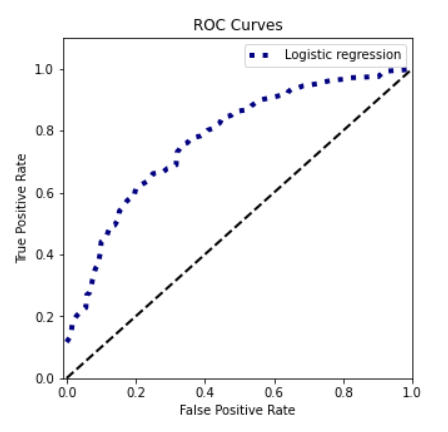 ROC Curves
Logistic regression
True Positive Rate
1.0
0.8
0.6
0.4
0.2
0.0
0.0 0.2 0.4 0.6 0.8 1.0
False Positive Rate